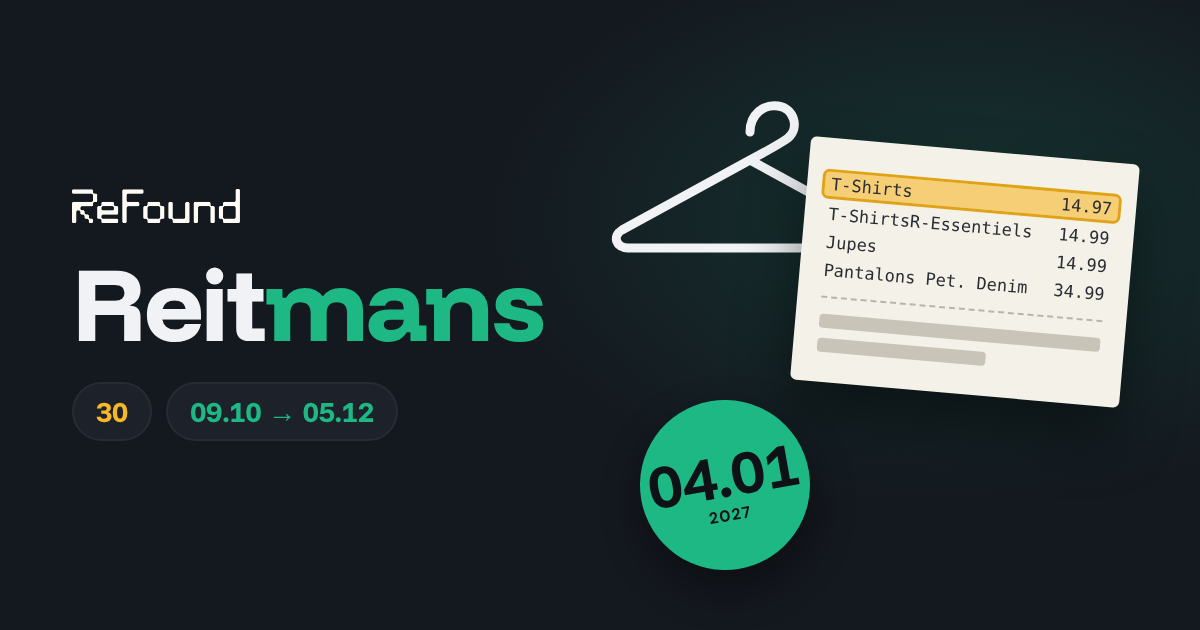 ReFound
Reitmans
30
09.10 → 05.12
T-Shirts 14.97
T-ShirtsR-Essentiels 14.99
Jupes 14.99
Pantalons Pet. Denim 34.99
04.01
2027